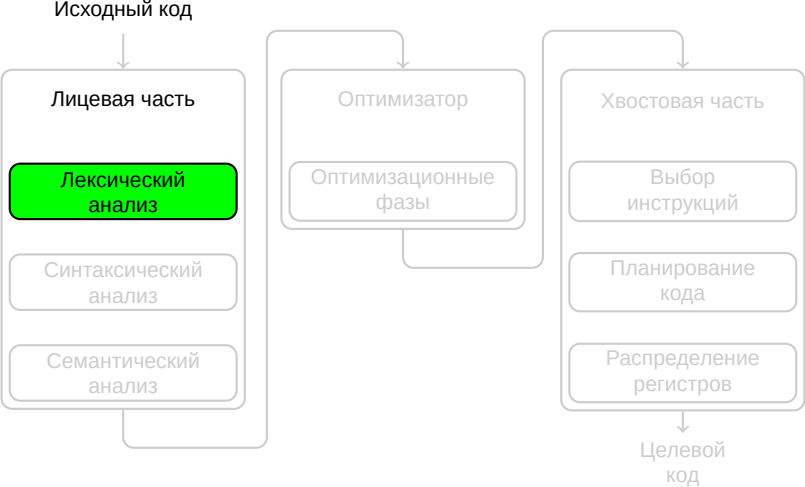 Исходный код
Лицевая часть
Лексический
анализ
Синтаксический
анализ
Семантический
анализ
Оптимизатор
Оптимизационные
фазы
Хвостовая часть
Выбор
инструкций
Планирование
кода
Распределение
регистров
Целевой
код